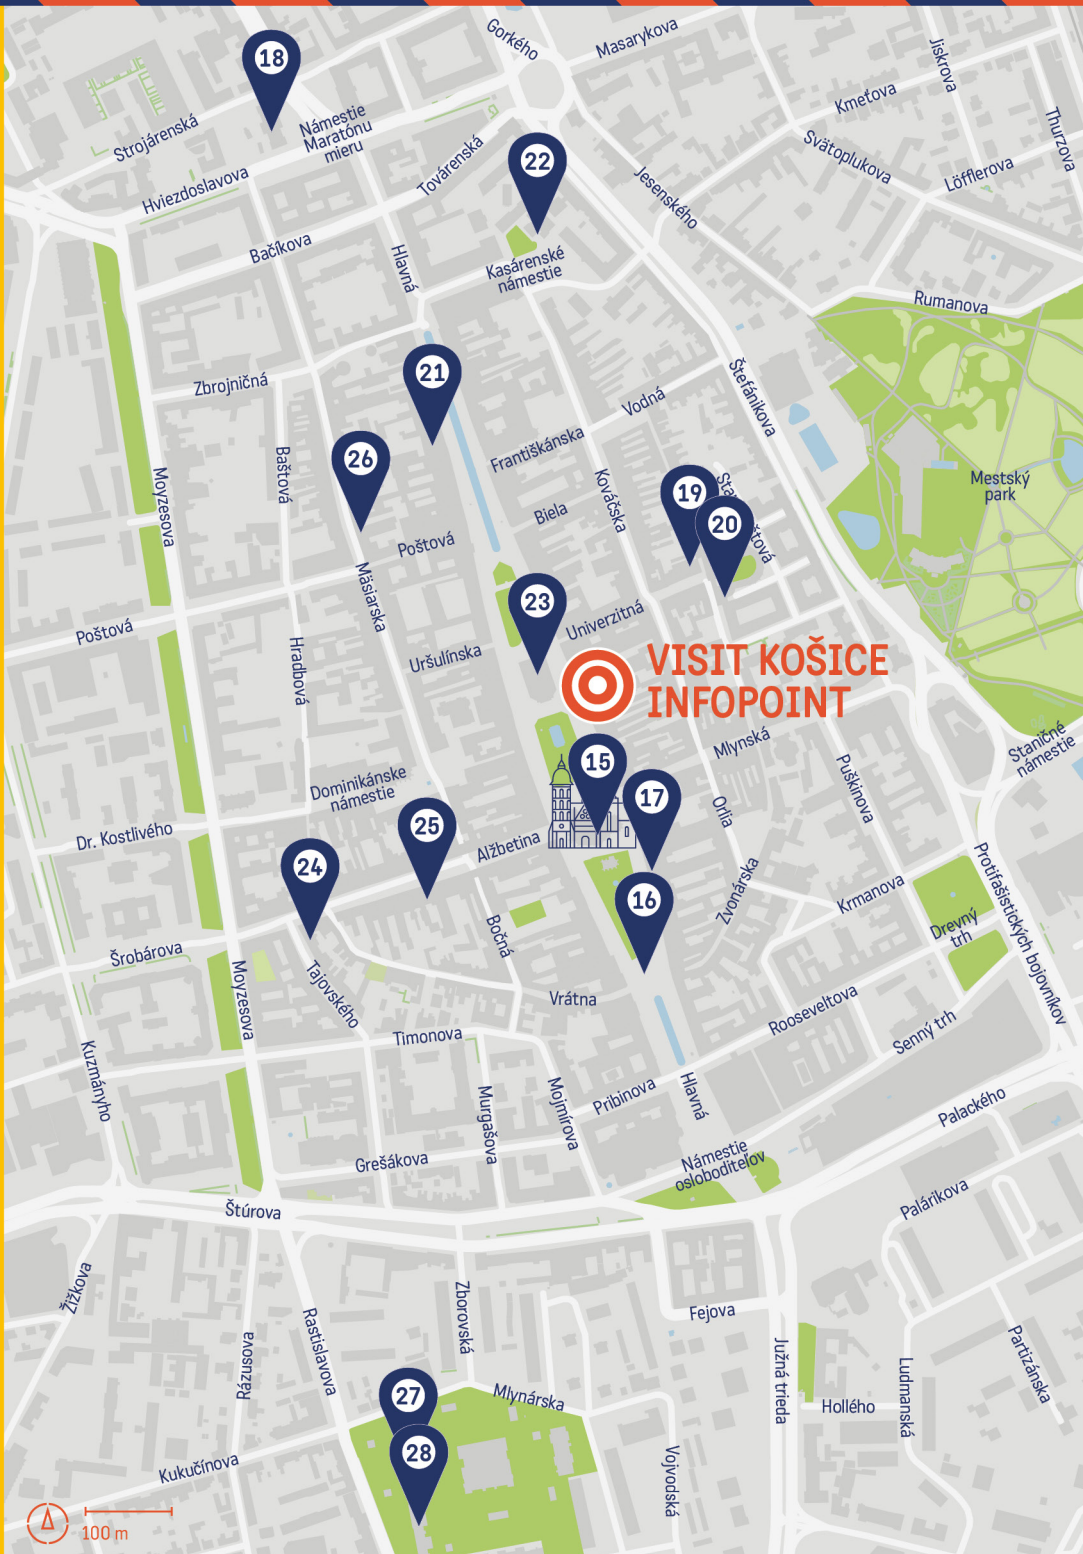 Gorkého
Masarykova
Jiskrova
18
Kmeťova
Thurzova
Námestie
Maratónu
mieru
Strojárenská
Svätoplukova
Továrenská
22
Löfflerova
Hviezdoslavova
Jesenského
Bačíkova
Hlavná
Kasárenské
námestie
Rumanova
21
Zbrojničná
Štefánikova
Vodná
Františkánska
26
Baštová
Moyzesova
Kováčska
19
Mestský
park
Biela
20
Poštová
Mäsiarska
23
Univerzitná
Poštová
Hradbová
Uršulínska
VISIT KOŠICE
INFOPOINT
Mlynská
Staničné
námestie
15
Puškinova
Dominikánske
námestie
17
Orlia
Dr. Kostlivého
25
Alžbetina
24
16
Zvonárska
Krmanova
Protifašistických bojovníkov
Drevný
trh
Bočná
Šrobárova
Moyzesova
Tajovského
Vrátna
Rooseveltova
Timonova
Senný trh
Kuzmányho
Pribinova
Hlavná
Mojmírova
Murgašova
Palackého
Grešákova
Námestie
osloboditeľov
Štúrova
Palárikova
Žižkova
Zborovská
Fejova
Rastislavova
Rázusova
Južná trieda
Partizánska
Ludmanská
27
Mlynárska
Hollého
28
Kukučínova
Vojvodská
100 m